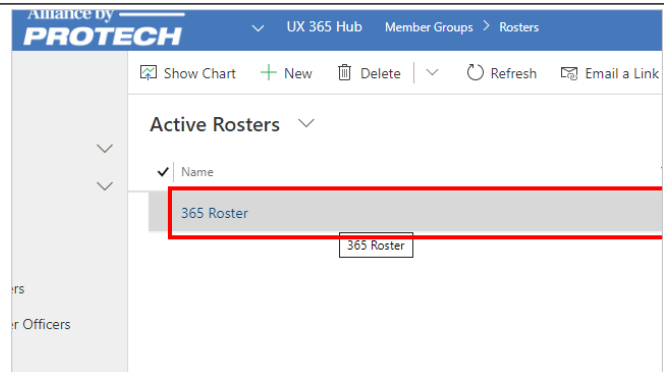 Alliance by
PROTECH
UX 365 Hub Member Groups > Rosters
Show Chart New Delete Refresh Email a Link
Active Rosters
Name
365 Roster
365 Roster
rs
r Officers